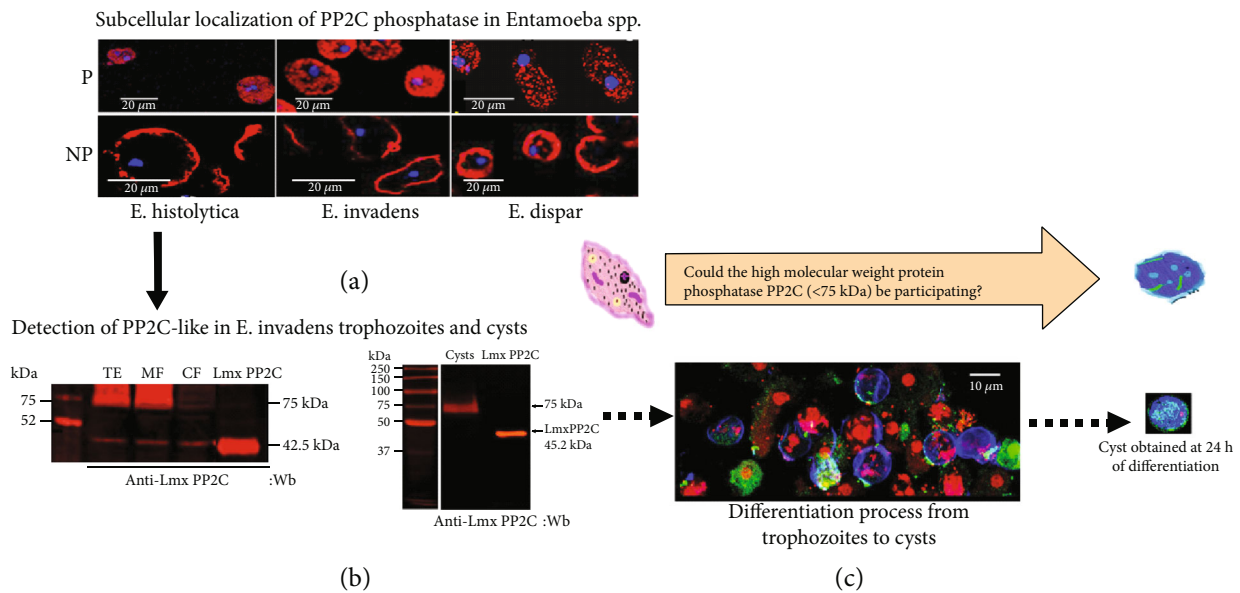 Subcellular localization of PP2C phosphatase in Entamoeba spp.
P
20 µm
20 µm
20 µm
NP
20 µm
20 µm
20 µm
E. histolytica
E. invadens
E. dispar
(a)
Could the high molecular weight protein
phosphatase PP2C (<75 kDa) be participating?
Detection of PP2C-like in E. invadens trophozoites and cysts
kDa
TE
MF
CF
Lmx PP2C
75
52
75 kDa
42.5 kDa
Anti-Lmx PP2C
:Wb
kDa
Cysts
Lmx PP2C
250
150
100
75
50
37
75 kDa
LmxPP2C
45.2 kDa
Anti-Lmx PP2C :Wb
(b)
10 µm
Differentiation process from
trophozoites to cysts
Cyst obtained at 24 h
of differentiation
(c)